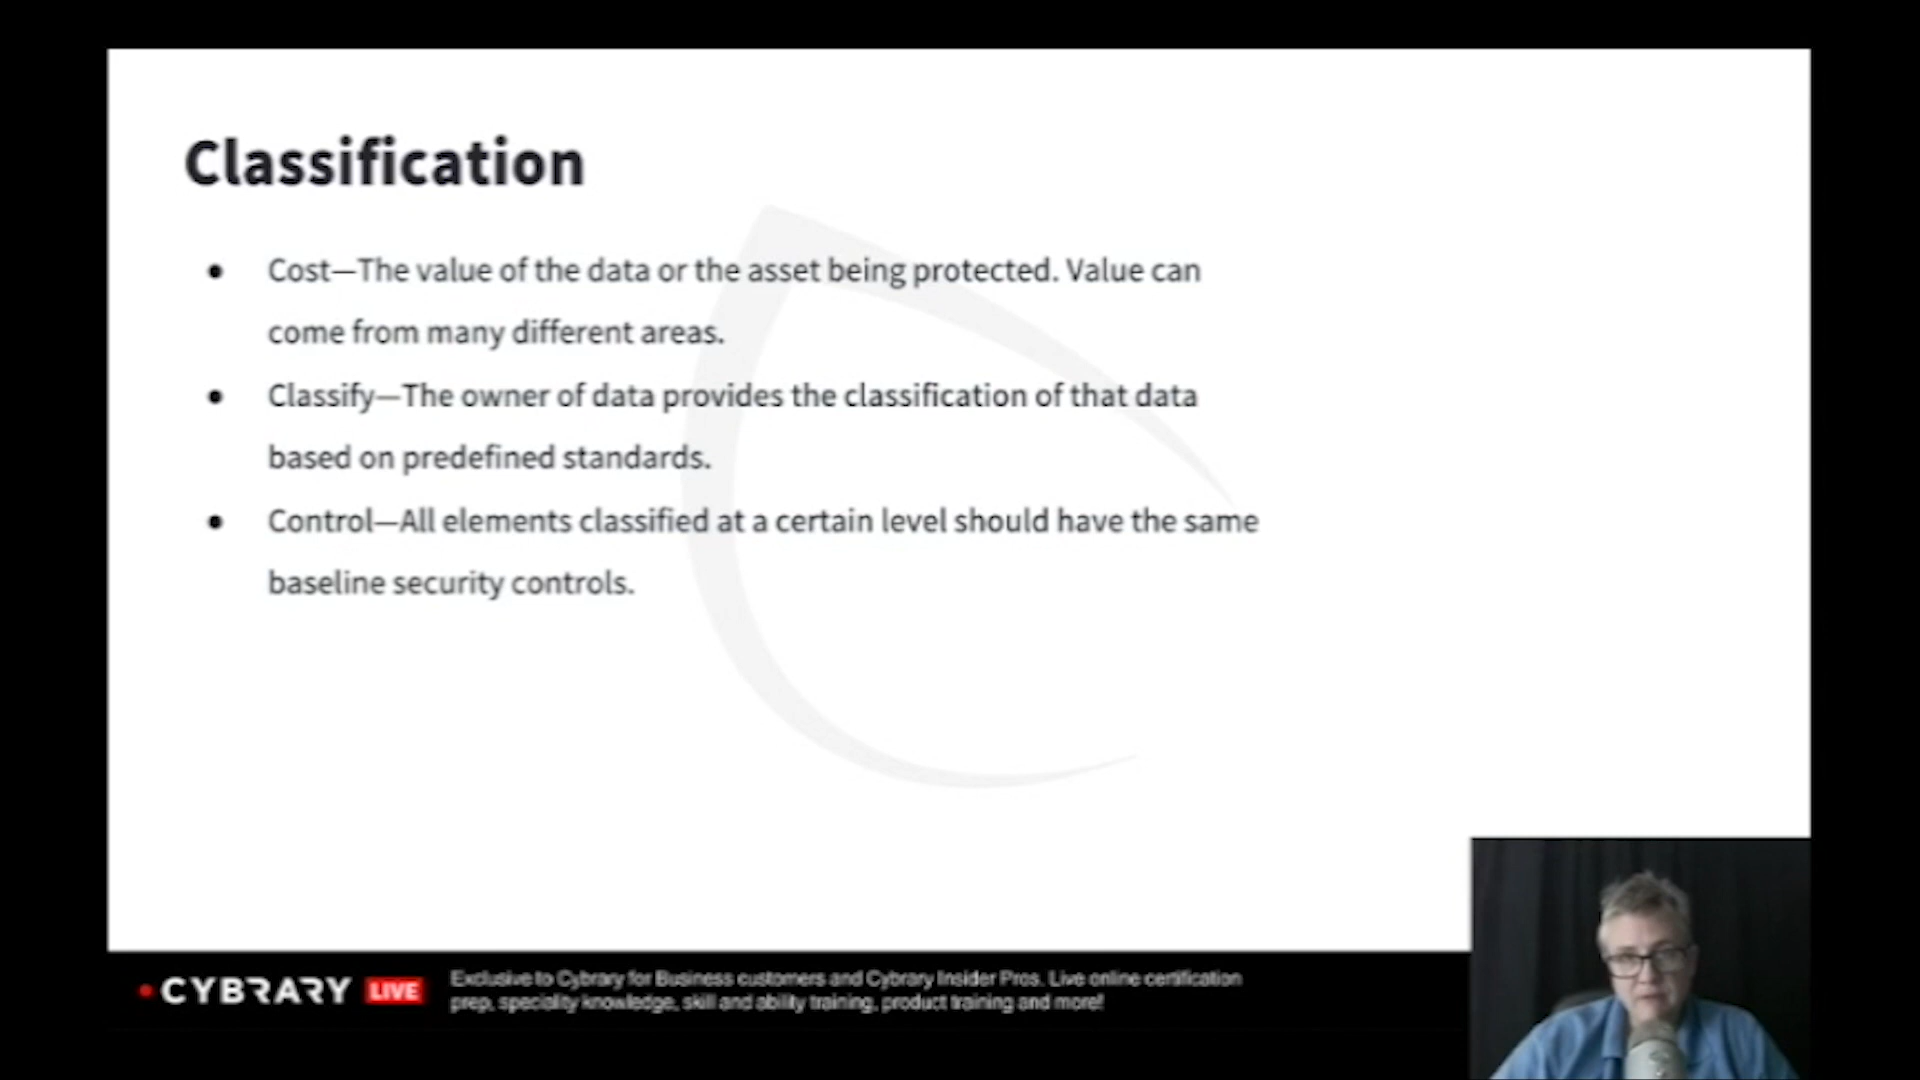 Classification
● Cost—The value of the data or the asset being protected. Value can
come from many different areas.
● Classify—The owner of data provides the classification of that data
based on predefined standards.
● Control—All elements classified at a certain level should have the same
baseline security controls.
CYBRARY LIVE
Exclusive to Cybrary for Business customers and Cybrary Insider Pros. Live online certification
prep, speciality knowledge, skill and ability training, product training and more!